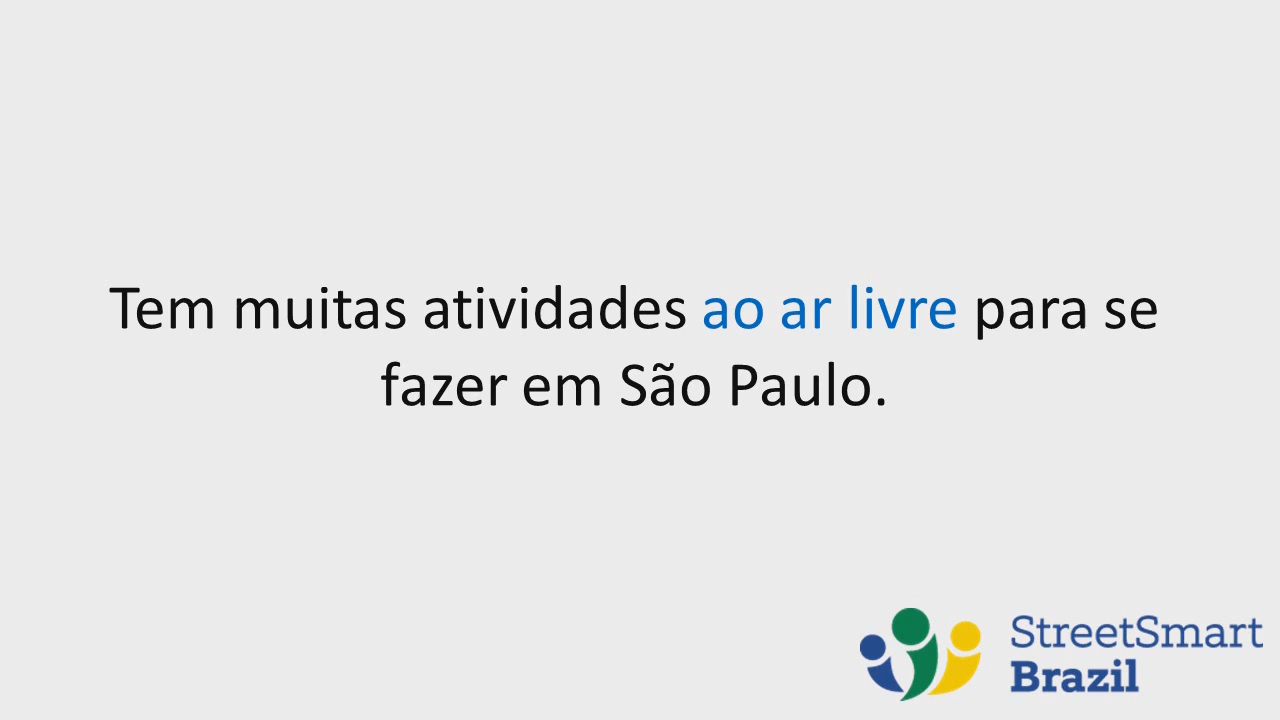 Tem muitas atividades ao ar livre para se
fazer em São Paulo.
StreetSmart
Brazil